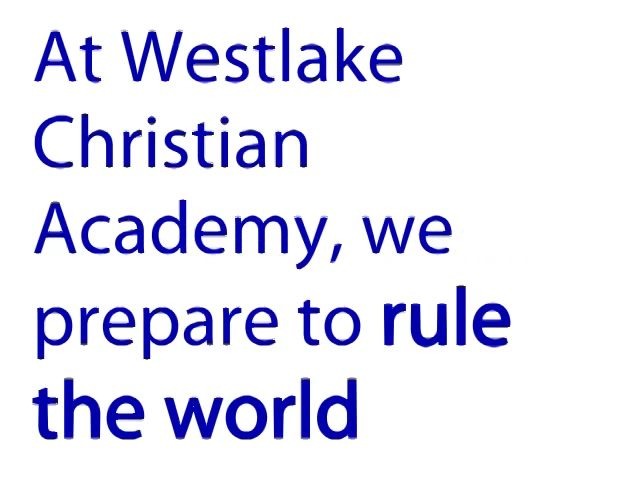 At Westlake
Christian
Academy, we
prepare to rule
the world